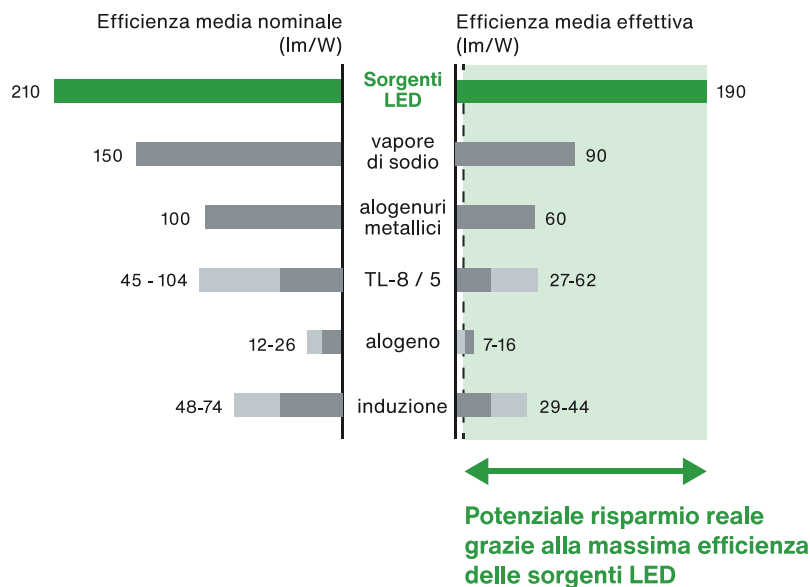 Efficienza media nominale
(lm/W)
Efficienza media effettiva
(lm/W)
210
Sorgenti
LED
190
150
vapore
di sodio
90
100
alogenuri
metallici
60
45 - 104
TL-8 / 5
27-62
12-26
alogeno
7-16
48-74
induzione
29-44
Potenziale risparmio reale
grazie alla massima efficienza
delle sorgenti LED